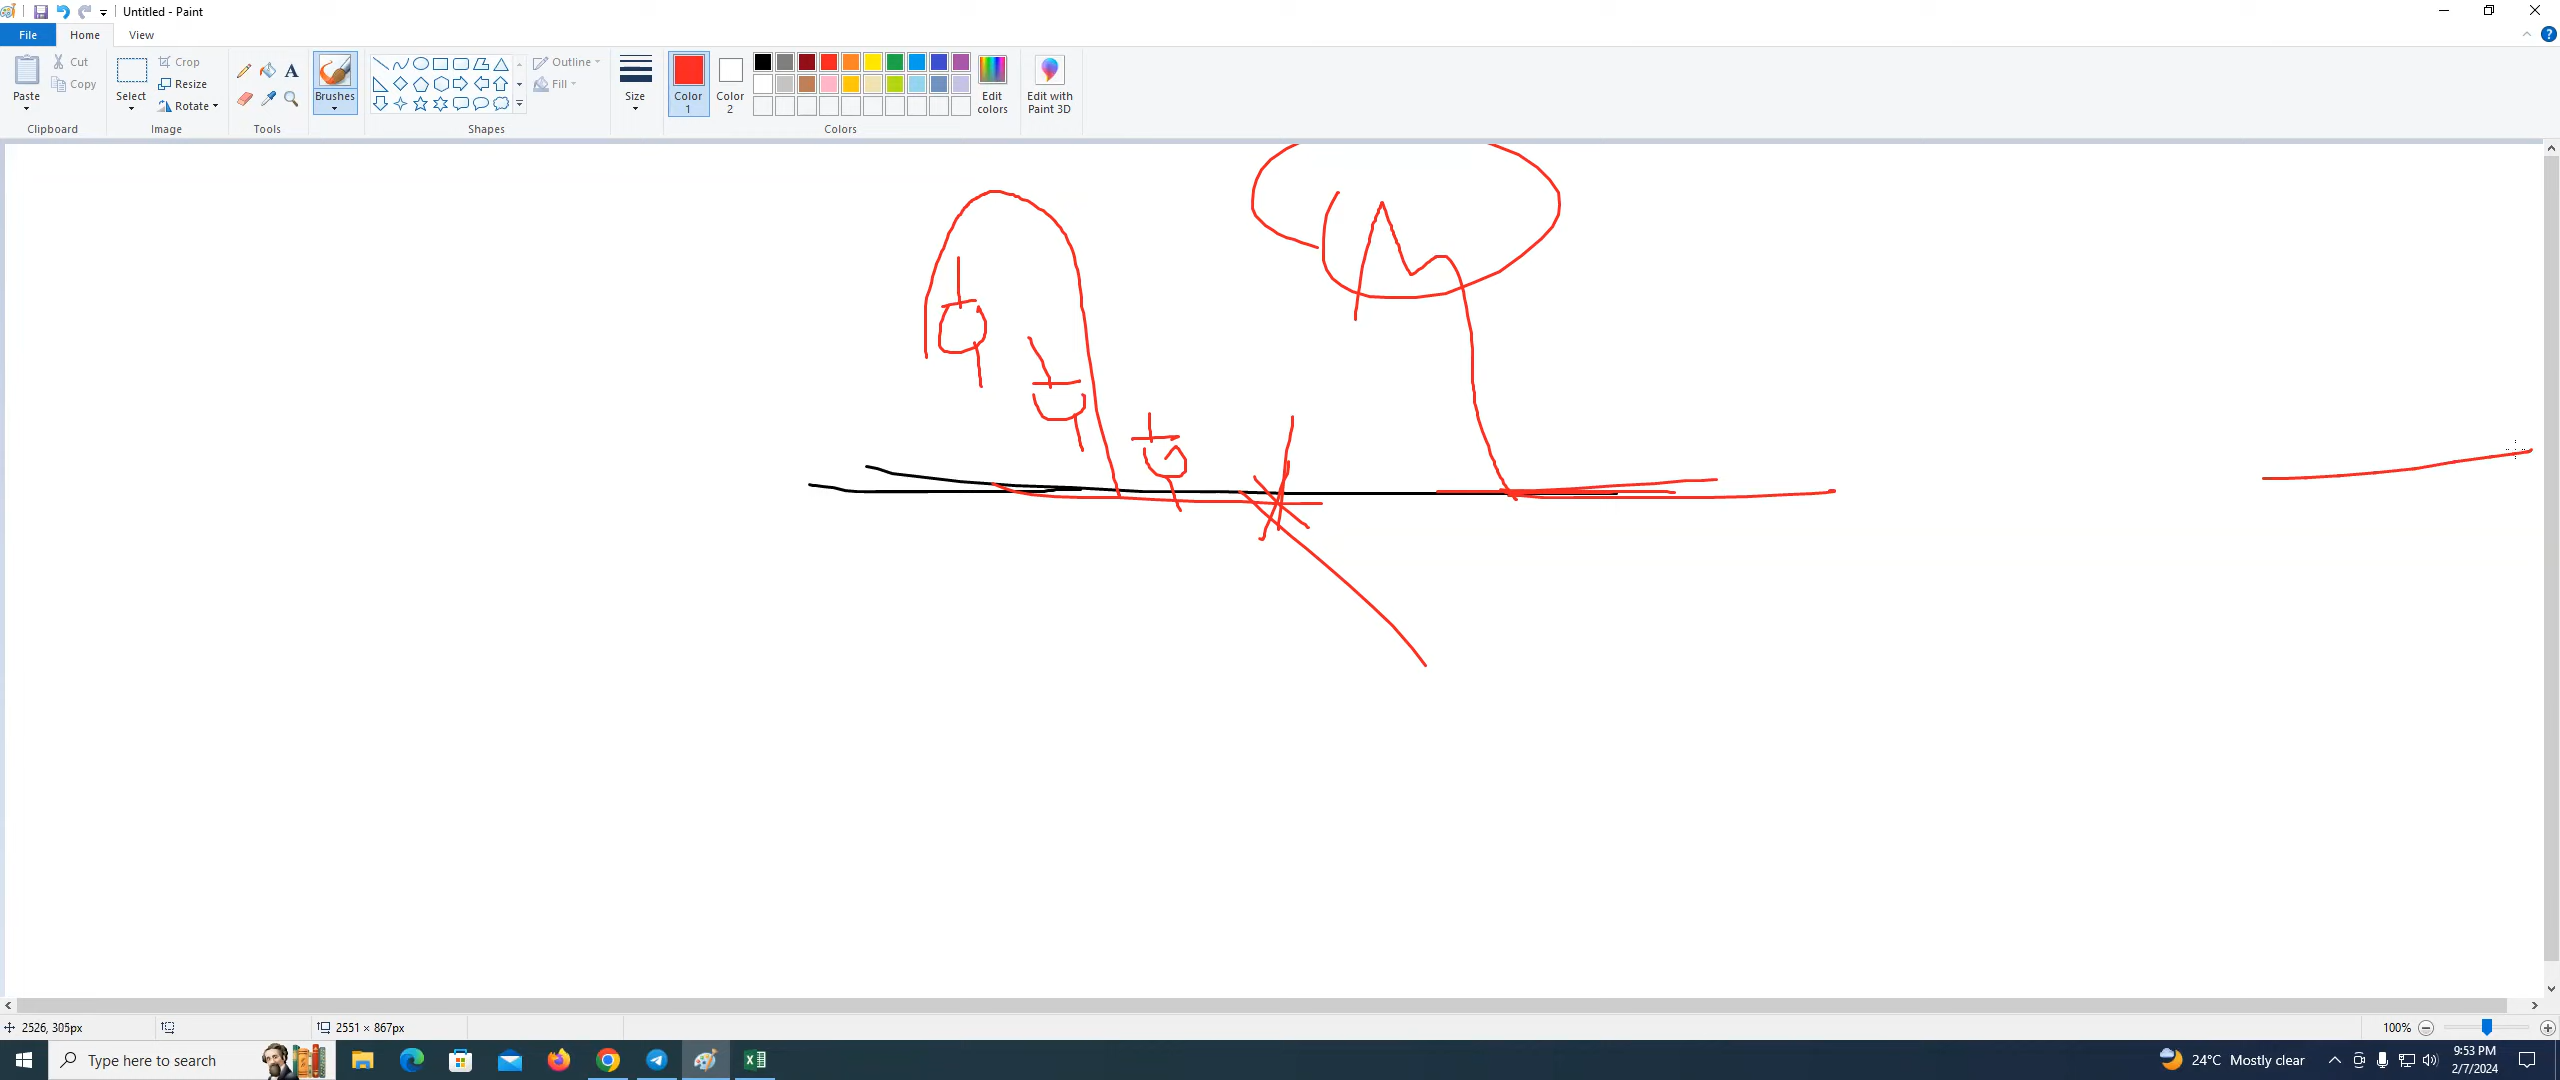 Untitled - Paint
File Home View
Cut
Copy
Paste
Clipboard
Select
Crop
Resize
Rotate
Image
A
Tools
Brushes
Outline
Fill
Shapes
Size
Color 1
Color 2
Edit colors
Colors
Edit with Paint 3D
2526, 305px
2551 × 867px
100%
Type here to search
24°C Mostly clear
9:53 PM
2/7/2024